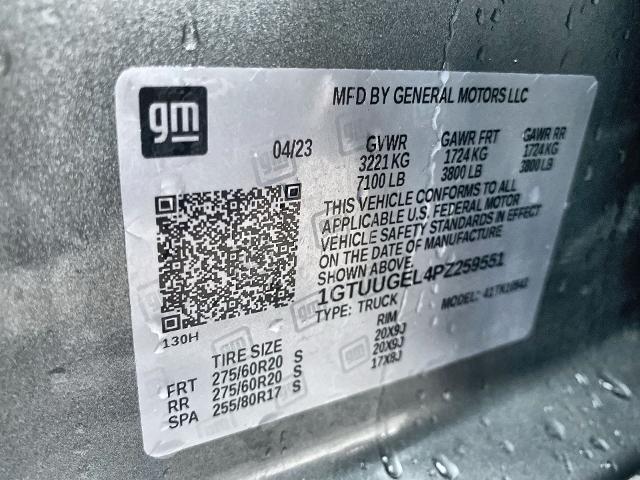 gm
MFD BY GENERAL MOTORS LLC
04/23 GVWR GAWR FRT GAWR RR
3221 KG 1724 KG 1724 KG
7100 LB 3800 LB 3800 LB
THIS VEHICLE CONFORMS TO ALL
APPLICABLE U.S. FEDERAL MOTOR
VEHICLE SAFETY STANDARDS IN EFFECT
ON THE DATE OF MANUFACTURE
SHOWN ABOVE.
1GTUUGEL4PZ259551
TYPE: TRUCK MODEL:
130H
TIRE SIZE RIM
FRT 275/60R20 S 20X9J
RR 275/60R20 S 20X9J
SPA 255/80R17 S 17X8J